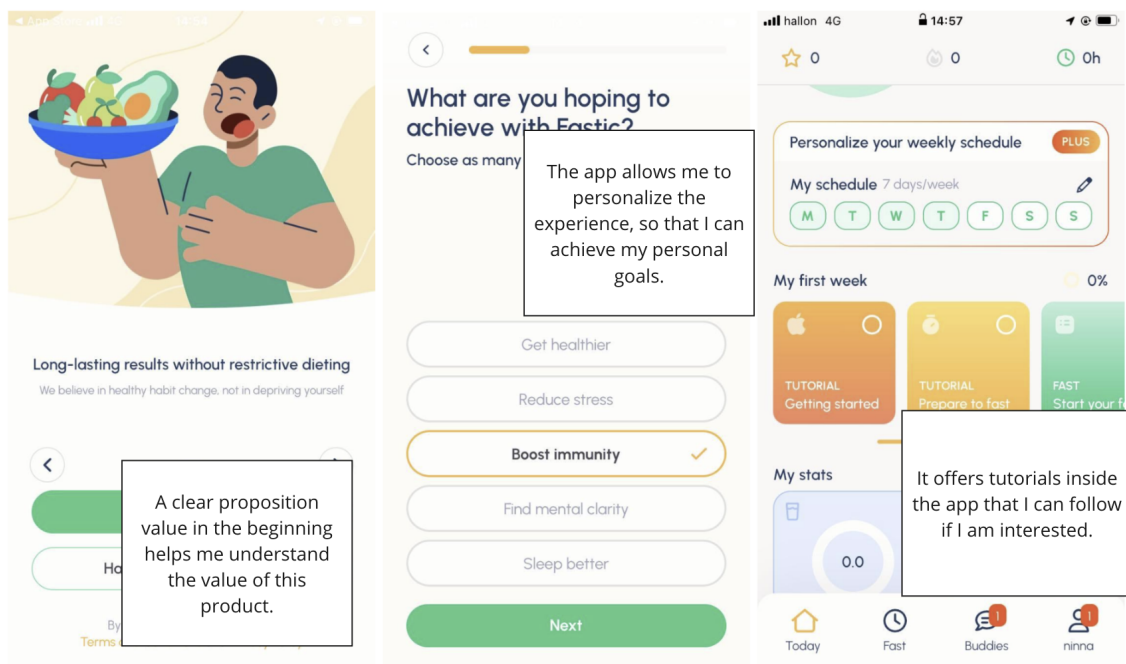 14:54
Long-lasting results without restrictive dieting
We believe in healthy habit change, not in depriving yourself
By
Terms
A clear proposition
value in the beginning
helps me understand
the value of this
product.
What are you hoping to
achieve with Fastic?
Choose as many
The app allows me to
personalize the
experience, so that I can
achieve my personal
goals.
Get healthier
Reduce stress
Boost immunity
Find mental clarity
Sleep better
Next
hallon 4G 14:57
0 0 0h
Personalize your weekly schedule PLUS
My schedule 7 days/week
M T W T F S S
My first week 0%
TUTORIAL
Getting started
TUTORIAL
Prepare to fast
FAST
Start your
My stats
0.0
It offers tutorials inside
the app that I can follow
if I am interested.
Today Fast Buddies 1 ninna 1